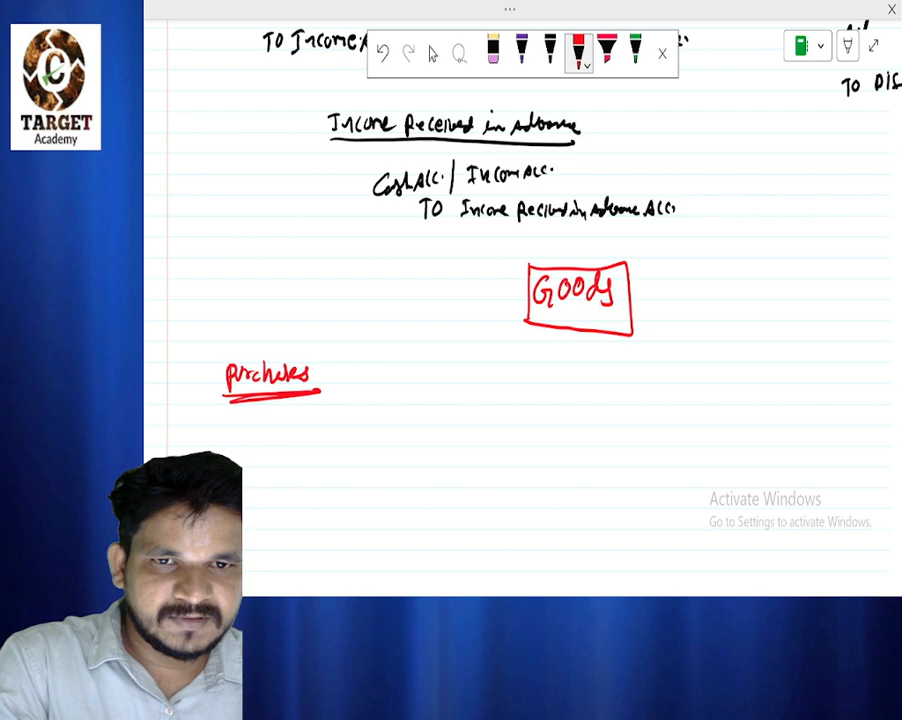 TO Income
TO DIS
TARGET
Academy
Income Received in Advance
Cash Acc. / Income Acc.
TO Income Received in Advance Acc.
Goods
purchases
Activate Windows
Go to Settings to activate Windows.